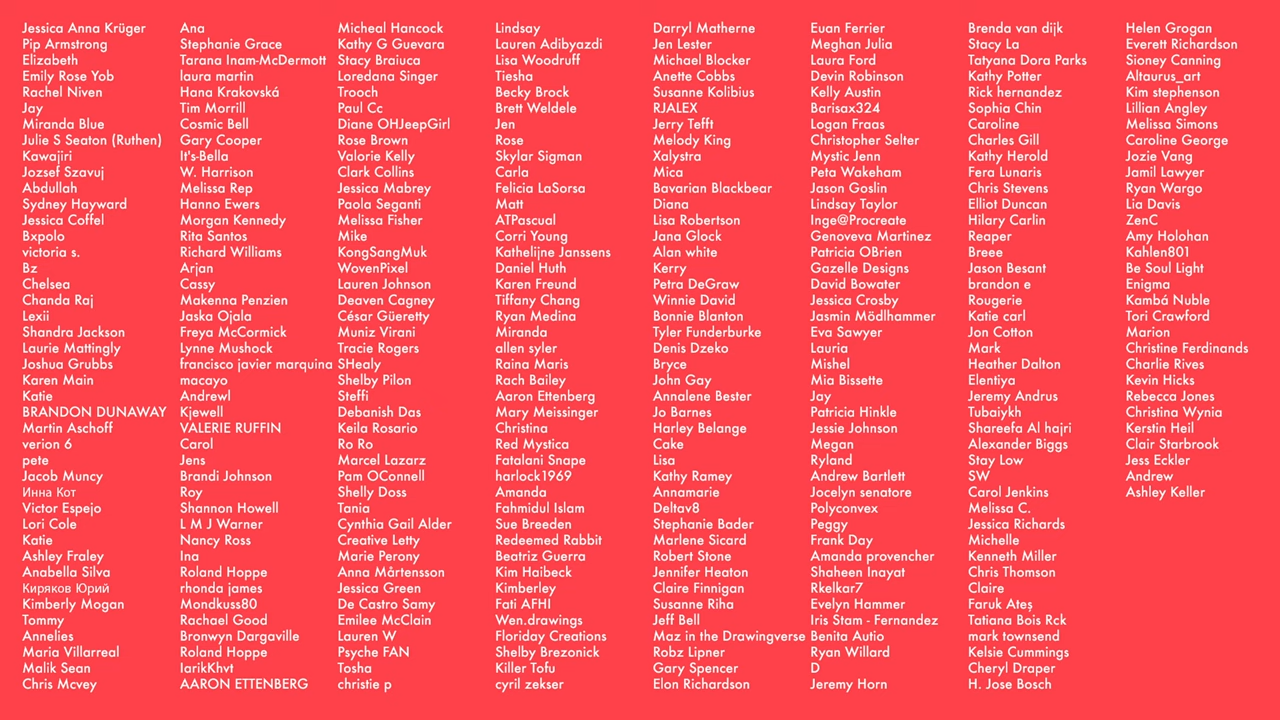 Jessica Anna Krüger
Pip Armstrong
Elizabeth
Emily Rose Yob
Rachel Niven
Jay
Miranda Blue
Julie S Seaton (Ruthen)
Kawajiri
Jozsef Szavuj
Abdullah
Sydney Hayward
Jessica Coffel
Bxpolo
victoria s.
Bz
Chelsea
Chanda Raj
Lexii
Shandra Jackson
Laurie Mattingly
Joshua Grubbs
Karen Main
Katie
BRANDON DUNAWAY
Martin Aschoff
verion 6
pete
Jacob Muncy
Инна Кот
Victor Espejo
Lori Cole
Katie
Ashley Fraley
Anabella Silva
Киряков Юрий
Kimberly Mogan
Tommy
Annelies
Maria Villarreal
Malik Sean
Chris Mcvey
Ana
Stephanie Grace
Tarana Inam-McDermott
laura martin
Hana Krakovská
Tim Morrill
Cosmic Bell
Gary Cooper
It's-Bella
W. Harrison
Melissa Rep
Hanno Ewers
Morgan Kennedy
Rita Santos
Richard Williams
Arjan
Cassy
Makenna Penzien
Jaska Ojala
Freya McCormick
Lynne Mushock
francisco javier marquina
macayo
Andrewl
Kjewell
VALERIE RUFFIN
Carol
Jens
Brandi Johnson
Roy
Shannon Howell
L M J Warner
Nancy Ross
Ina
Roland Hoppe
rhonda james
Mondkuss80
Rachael Good
Bronwyn Dargaville
Roland Hoppe
IarikKhvt
AARON ETTENBERG
Micheal Hancock
Kathy G Guevara
Stacy Braiuca
Loredana Singer
Trooch
Paul Cc
Diane OHJeepGirl
Rose Brown
Valorie Kelly
Clark Collins
Jessica Mabrey
Paola Seganti
Melissa Fisher
Mike
KongSangMuk
WovenPixel
Lauren Johnson
Deaven Cagney
César Güeretty
Muniz Virani
Tracie Rogers
SHealy
Shelby Pilon
Steffi
Debanish Das
Keila Rosario
Ro Ro
Marcel Lazarz
Pam OConnell
Shelly Doss
Tania
Cynthia Gail Alder
Creative Letty
Marie Perony
Anna Mårtensson
Jessica Green
De Castro Samy
Emilee McClain
Lauren W
Psyche FAN
Tosha
christie p
Lindsay
Lauren Adibyazdi
Lisa Woodruff
Tiesha
Becky Brock
Brett Weldele
Jen
Rose
Skylar Sigman
Carla
Felicia LaSorsa
Matt
ATPascual
Corri Young
Kathelijne Janssens
Daniel Huth
Karen Freund
Tiffany Chang
Ryan Medina
Miranda
allen syler
Raina Maris
Rach Bailey
Aaron Ettenberg
Mary Meissinger
Christina
Red Mystica
Fatalani Snape
harlock1969
Amanda
Fahmidul Islam
Sue Breeden
Redeemed Rabbit
Beatriz Guerra
Kim Haibeck
Kimberley
Fati AFHI
Wen.drawings
Floriday Creations
Shelby Brezonick
Killer Tofu
cyril zekser
Darryl Matherne
Jen Lester
Michael Blocker
Anette Cobbs
Susanne Kolibius
RJALEX
Jerry Tefft
Melody King
Xalystra
Mica
Bavarian Blackbear
Diana
Lisa Robertson
Jana Glock
Alan white
Kerry
Petra DeGraw
Winnie David
Bonnie Blanton
Tyler Funderburke
Denis Dzeko
Bryce
John Gay
Annalene Bester
Jo Barnes
Harley Belange
Cake
Lisa
Kathy Ramey
Annamarie
Deltav8
Stephanie Bader
Marlene Sicard
Robert Stone
Jennifer Heaton
Claire Finnigan
Susanne Riha
Jeff Bell
Maz in the Drawingverse
Robz Lipner
Gary Spencer
Elon Richardson
Euan Ferrier
Meghan Julia
Laura Ford
Devin Robinson
Kelly Austin
Barisax324
Logan Fraas
Christopher Selter
Mystic Jenn
Peta Wakeham
Jason Goslin
Lindsay Taylor
Inge@Procreate
Genoveva Martinez
Patricia OBrien
Gazelle Designs
David Bowater
Jessica Crosby
Jasmin Mödlhammer
Eva Sawyer
Lauria
Mishel
Mia Bissette
Jay
Patricia Hinkle
Jessie Johnson
Megan
Ryland
Andrew Bartlett
Jocelyn senatore
Polyconvex
Peggy
Frank Day
Amanda provencher
Shaheen Inayat
Rkelkar7
Evelyn Hammer
Iris Stam - Fernandez
Benita Autio
Ryan Willard
D
Jeremy Horn
Brenda van dijk
Stacy La
Tatyana Dora Parks
Kathy Potter
Rick hernandez
Sophia Chin
Caroline
Charles Gill
Kathy Herold
Fera Lunaris
Chris Stevens
Elliot Duncan
Hilary Carlin
Reaper
Breee
Jason Besant
brandon e
Rougerie
Katie carl
Jon Cotton
Mark
Heather Dalton
Elentiya
Jeremy Andrus
Tubaiykh
Shareefa Al hajri
Alexander Biggs
Stay Low
SW
Carol Jenkins
Melissa C.
Jessica Richards
Michelle
Kenneth Miller
Chris Thomson
Claire
Faruk Ateş
Tatiana Bois Rck
mark townsend
Kelsie Cummings
Cheryl Draper
H. Jose Bosch
Helen Grogan
Everett Richardson
Sioney Canning
Altaurus_art
Kim stephenson
Lillian Angley
Melissa Simons
Caroline George
Jozie Vang
Jamil Lawyer
Ryan Wargo
Lia Davis
ZenC
Amy Holohan
Kahlen801
Be Soul Light
Enigma
Kambá Nuble
Tori Crawford
Marion
Christine Ferdinands
Charlie Rives
Kevin Hicks
Rebecca Jones
Christina Wynia
Kerstin Heil
Clair Starbrook
Jess Eckler
Andrew
Ashley Keller